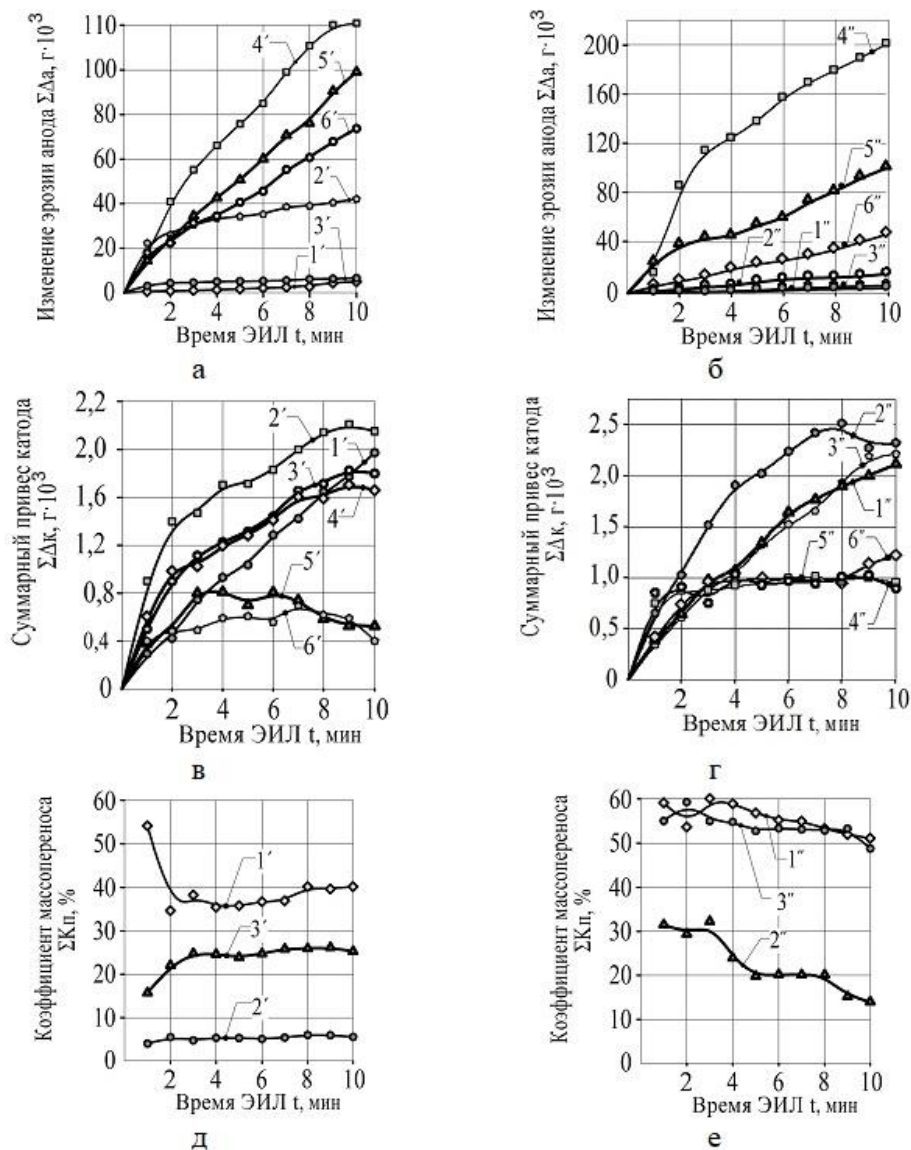 Изменение эрозии анода ΣΔа, г·10³
110
100
80
60
40
20
0
4′
5′
6′
2′
3′
1′
2 4 6 8 10
Время ЭИЛ t, мин
а
Изменение эрозии анода ΣΔа, г·10³
200
160
120
80
40
0
4″
5″
6″
2″
1″
3″
2 4 6 8 10
Время ЭИЛ t, мин
б
Суммарный привес катода
ΣΔк, г·10³
2,2
2,0
1,6
1,2
0,8
0,4
0
2′
1′
3′
4′
5′
6′
2 4 6 8 10
Время ЭИЛ t, мин
в
Суммарный привес катода
ΣΔк, г·10³
2,5
2,0
1,5
1,0
0,5
0
2″
3″
1″
6″
5″
4″
2 4 6 8 10
Время ЭИЛ t, мин
г
Коэффициент массопереноса
ΣКп, %
60
50
40
30
20
10
0
1′
3′
2′
2 4 6 8 10
Время ЭИЛ t, мин
д
Коэффициент массопереноса
ΣКп, %
60
50
40
30
20
10
0
1″
3″
2″
2 4 6 8 10
Время ЭИЛ t, мин
е